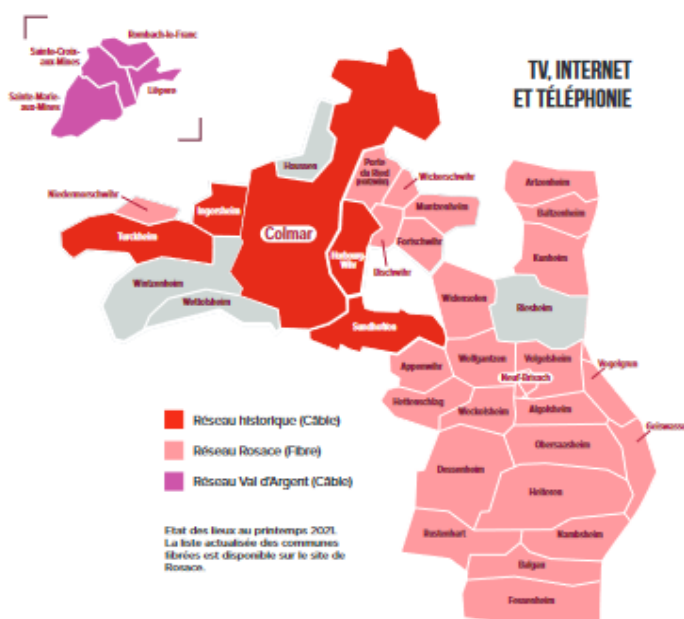 Rombach-le-Franc
Sainte-Croix-
aux-Mines
Lièpvre
Sainte-Marie-
aux-Mines
TV, INTERNET
ET TÉLÉPHONIE
Houssen
Porte
du Ried
Wickerschwihr
Artzenheim
Niedermorschwihr
Muntzenheim
Baltzenheim
Ingersheim
Colmar
Fortschwihr
Turckheim
Horbourg-
Wihr
Kunheim
Bischwihr
Wintzenheim
Widensolen
Wettolsheim
Biesheim
Sundhoffen
Wolfgantzen
Volgelsheim
Vogelgrun
Appenwihr
Neuf-Brisach
Hettenschlag
Weckolsheim
Algolsheim
Réseau historique (Câble)
Geiswasser
Obersaasheim
Réseau Rosace (Fibre)
Dessenheim
Réseau Val d'Argent (Câble)
Heiteren
Etat des lieux au printemps 2021.
La liste actualisée des communes
fibrées est disponible sur le site de
Rosace.
Rustenhart
Nambsheim
Balgau
Fessenheim